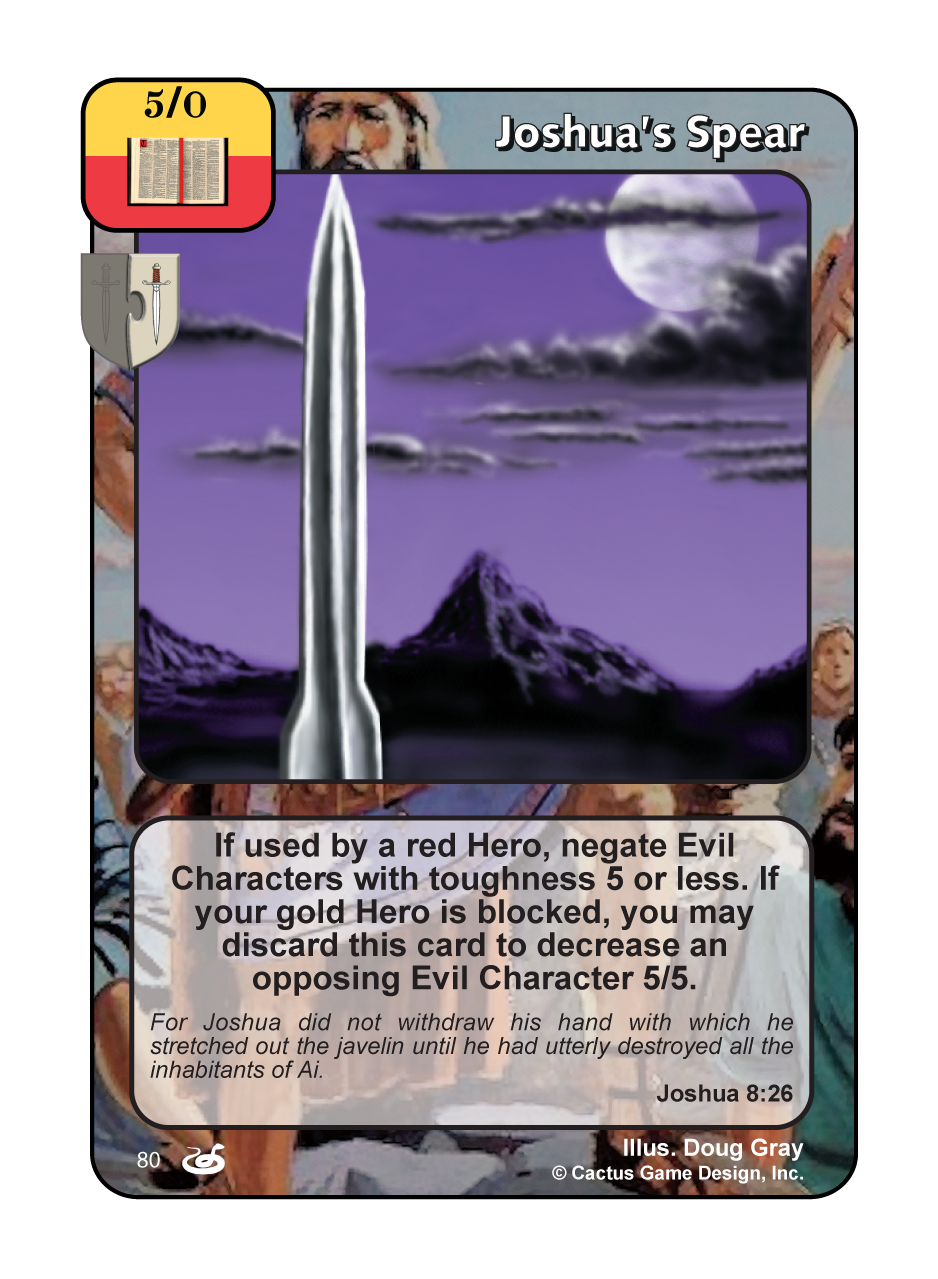 5/0
Joshua's Spear
If used by a red Hero, negate Evil
Characters with toughness 5 or less. If
your gold Hero is blocked, you may
discard this card to decrease an
opposing Evil Character 5/5.
For Joshua did not withdraw his hand with which he
stretched out the javelin until he had utterly destroyed all the
inhabitants of Ai.
Joshua 8:26
80
Illus. Doug Gray
© Cactus Game Design, Inc.